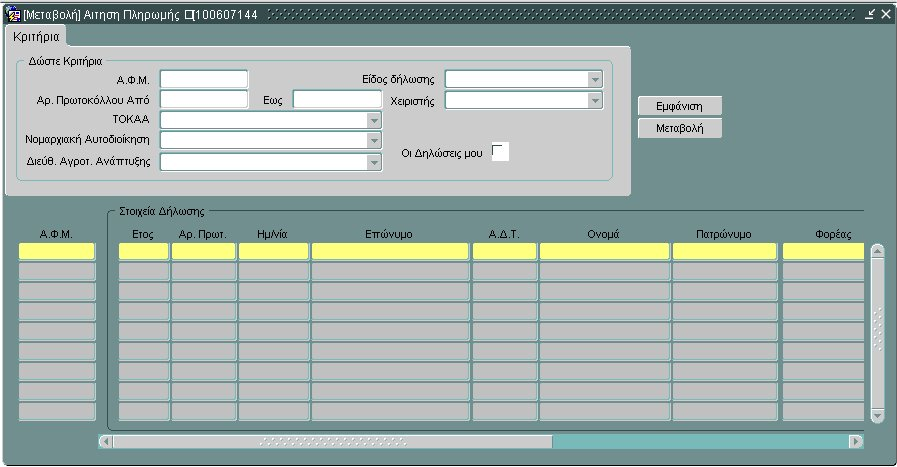 [Μεταβολή] Αιτηση Πληρωμής □[100607144
Κριτήρια
Δώστε Κριτήρια
Α.Φ.Μ. Είδος δήλωσης
Αρ. Πρωτοκόλλου Από Εως Χειριστής
ΤΟΚΑΑ
Νομαρχιακή Αυτοδιοίκηση
Διεύθ. Αγροτ. Ανάπτυξης Οι Δηλώσεις μου
Εμφάνιση
Μεταβολή
Στοιχεία Δήλωσης
Α.Φ.Μ. Ετος Αρ. Πρωτ. Ημ/νία Επώνυμο Α.Δ.Τ. Ονομά Πατρώνυμο Φορέας